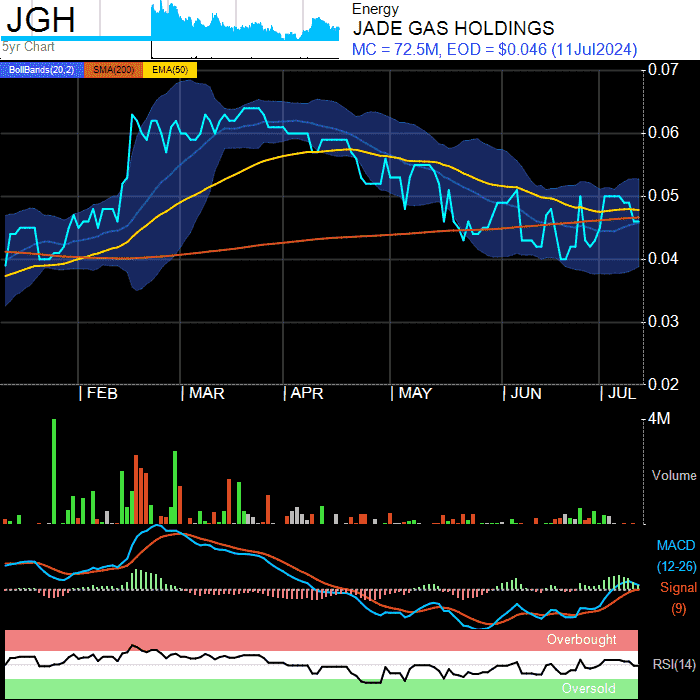 JGH
5yr Chart
Energy
JADE GAS HOLDINGS
MC = 72.5M, EOD = $0.046 (11Jul2024)
BollBands(20,2) SMA(200) EMA(50)
0.07
0.06
0.05
0.04
0.03
0.02
FEB MAR APR MAY JUN JUL
4M
Volume
MACD
(12-26)
Signal
(9)
Overbought
RSI(14)
Oversold